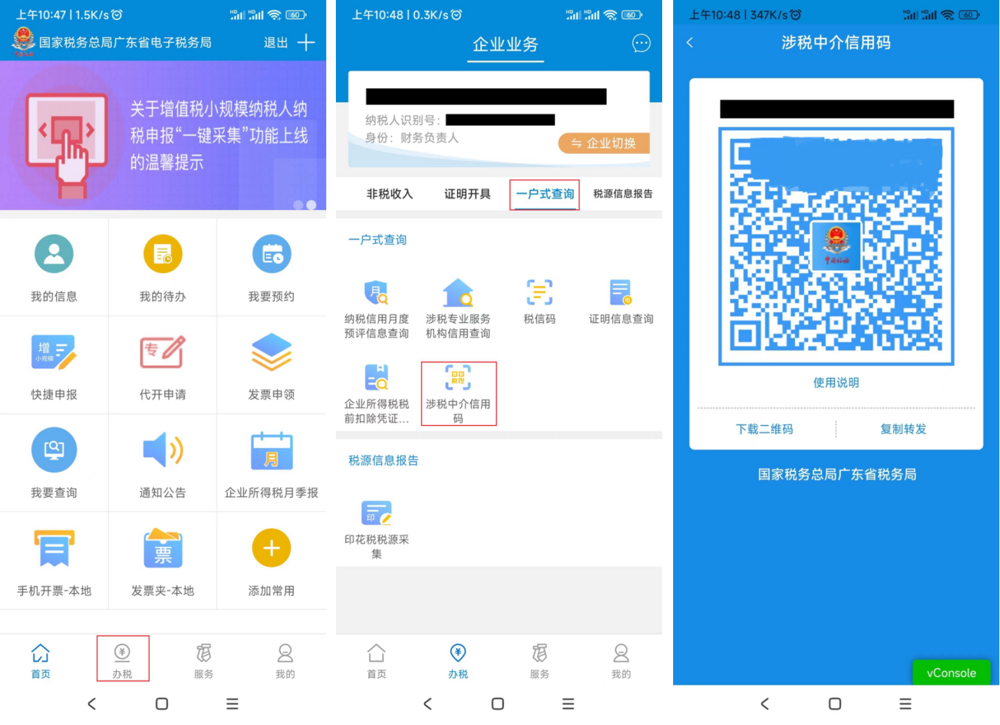 上午10:47 | 1.5K/s
60
国家税务总局广东省电子税务局
退出
关于增值税小规模纳税人纳
税申报“一键采集”功能上线
的温馨提示
我的信息
我的待办
我要预约
增
小规模
专
快捷申报
代开申请
发票申领
月
我要查询
通知公告
企业所得税月季报
票
手机开票-本地
发票夹-本地
添加常用
首页
办税
服务
我的
上午10:48 | 0.3K/s
60
企业业务
纳税人识别号：
身份：财务负责人
企业切换
非税收入
证明开具
一户式查询
税源信息报告
一户式查询
月
纳税信用月度
预评信息查询
涉税专业服务
机构信用查询
税信码
证明信息查询
企业所得税税
前扣除凭证...
涉税中介信用
码
税源信息报告
印
印花税税源采
集
首页
办税
服务
我的
上午10:48 | 347K/s
60
涉税中介信用码
中国税务
使用说明
下载二维码
复制转发
国家税务总局广东省税务局
vConsole